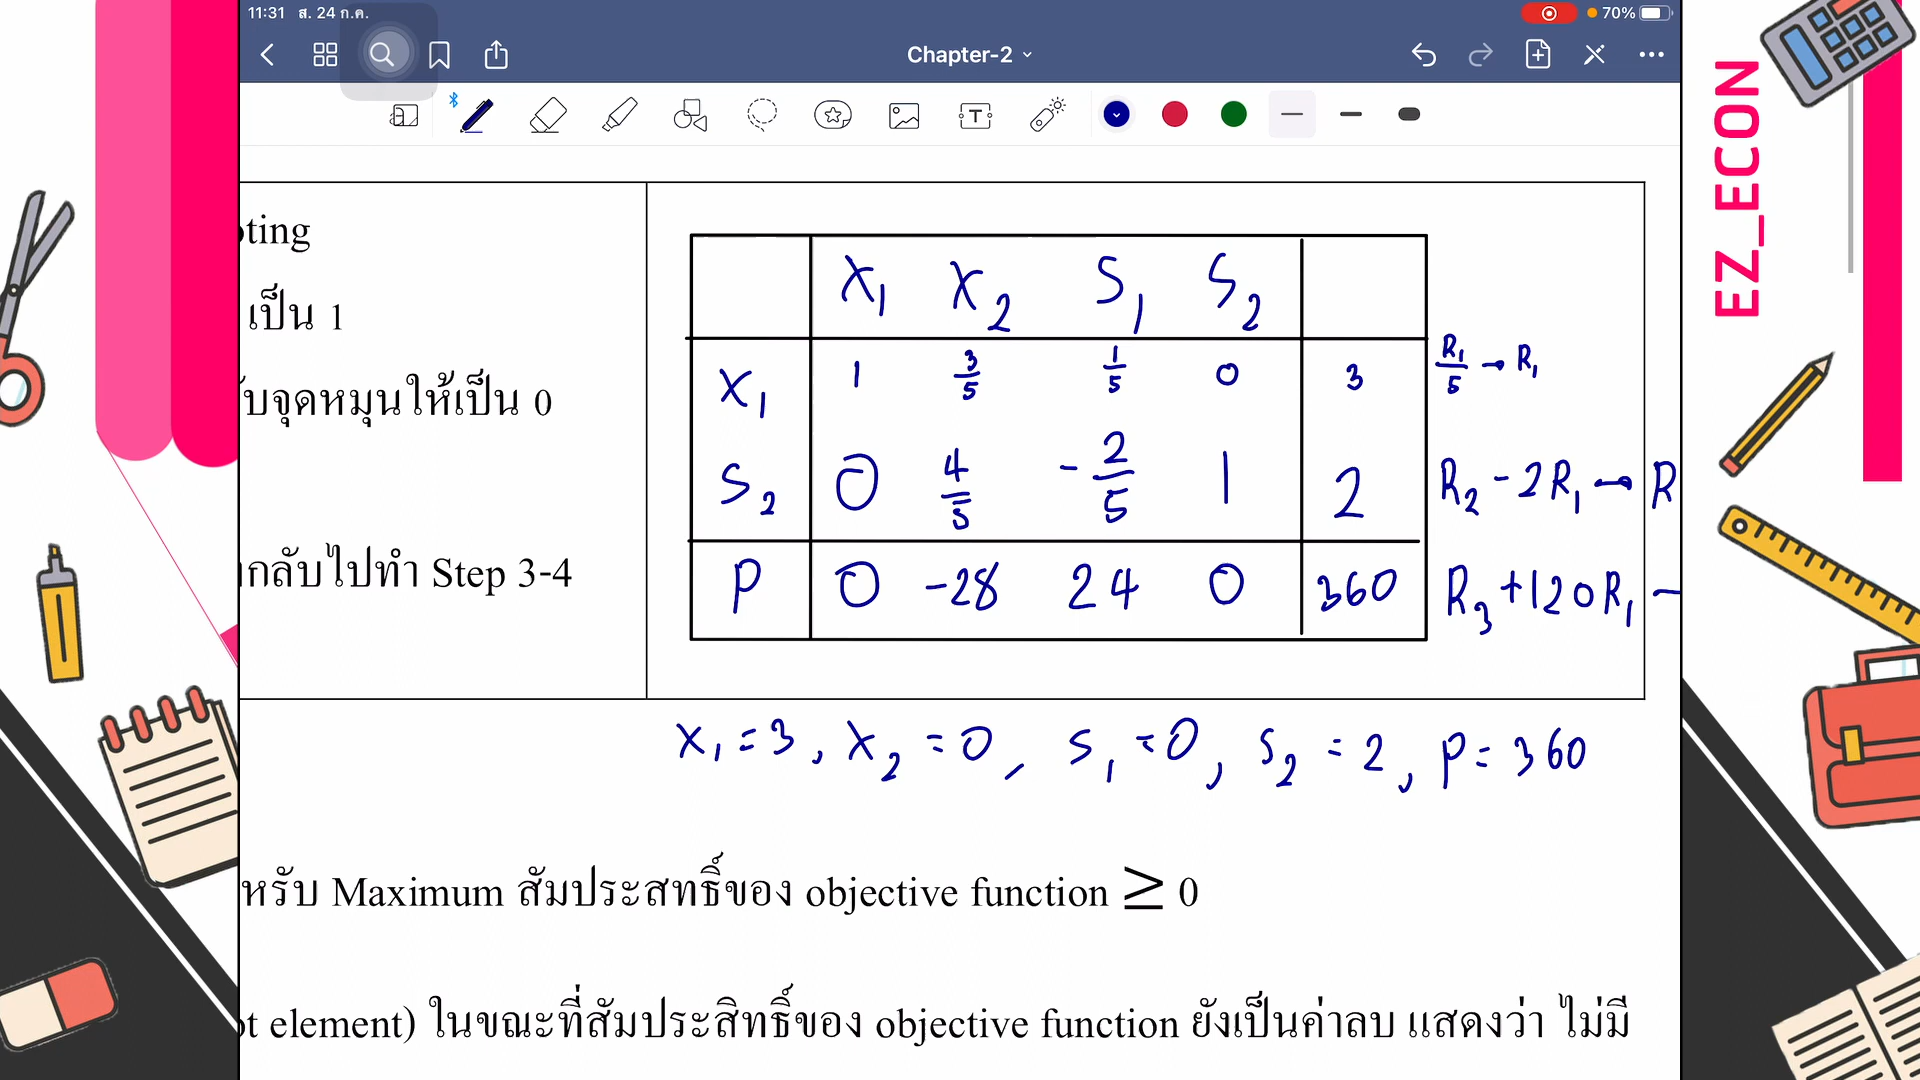 11:31 ส. 24 ก.ค.
70%
Chapter-2
EZ_ECON
oting
เป็น 1
ับจุดหมุนให้เป็น 0
กลับไปทำ Step 3-4
X₁ X₂ S₁ S₂
X₁ 1 3/5 1/5 0 3 R₁/5 → R₁
S₂ 0 4/5 -2/5 1 2 R₂ - 2R₁ → R
P 0 -28 24 0 360 R₃ + 120R₁ -
X₁ = 3, X₂ = 0, S₁ = 0, S₂ = 2, P = 360
หรับ Maximum สัมประสทธิ์ของ objective function ≥ 0
ot element) ในขณะที่สัมประสิทธิ์ของ objective function ยังเป็นค่าลบ แสดงว่า ไม่มี